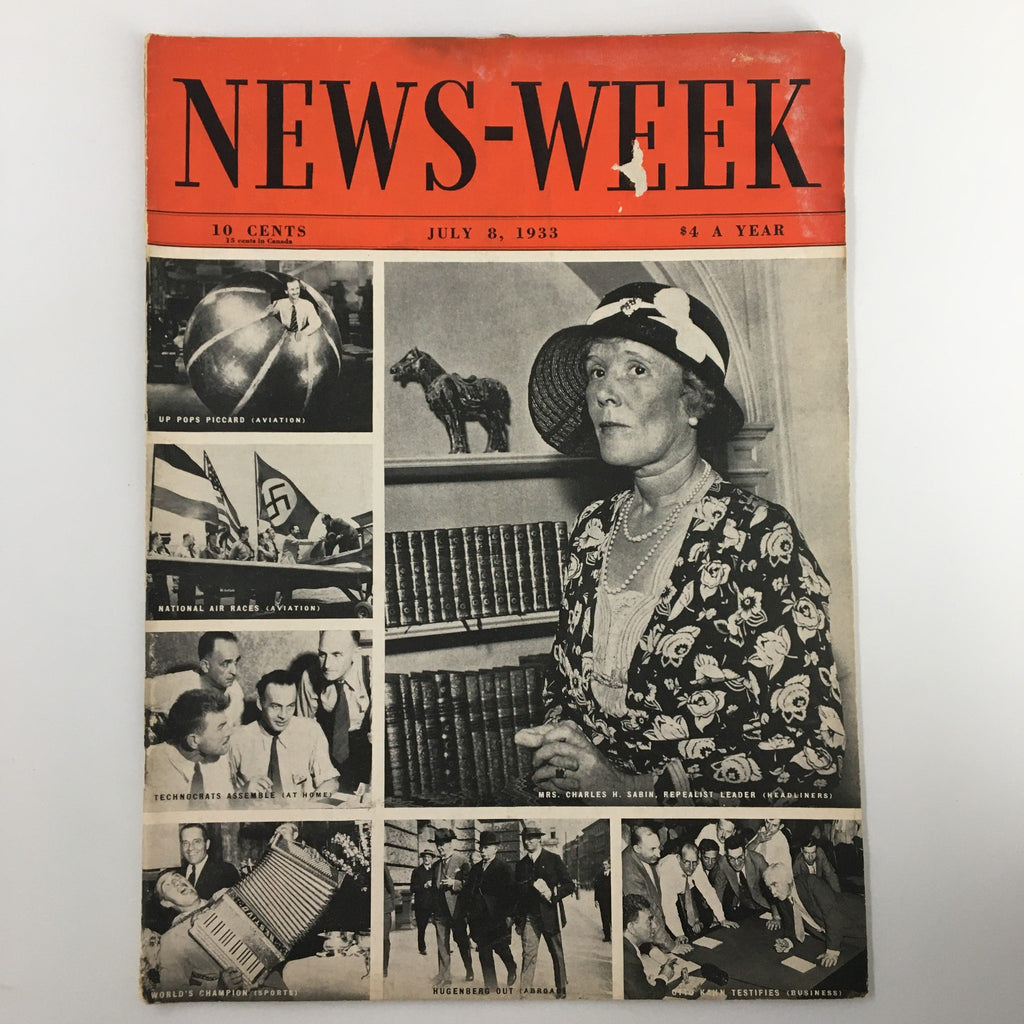 NEWS-WEEK
10 CENTS
15 cents in Canada
JULY 8, 1933
$4 A YEAR
UP POPS PICCARD (AVIATION)
NATIONAL AIR RACES (AVIATION)
TECHNOCRATS ASSEMBLE (AT HOME)
MRS. CHARLES H. SABIN, REPEALIST LEADER (HEADLINERS)
WORLD'S CHAMPION (SPORTS)
HUGENBERG OUT (ABROAD)
OTTO KAHN TESTIFIES (BUSINESS)